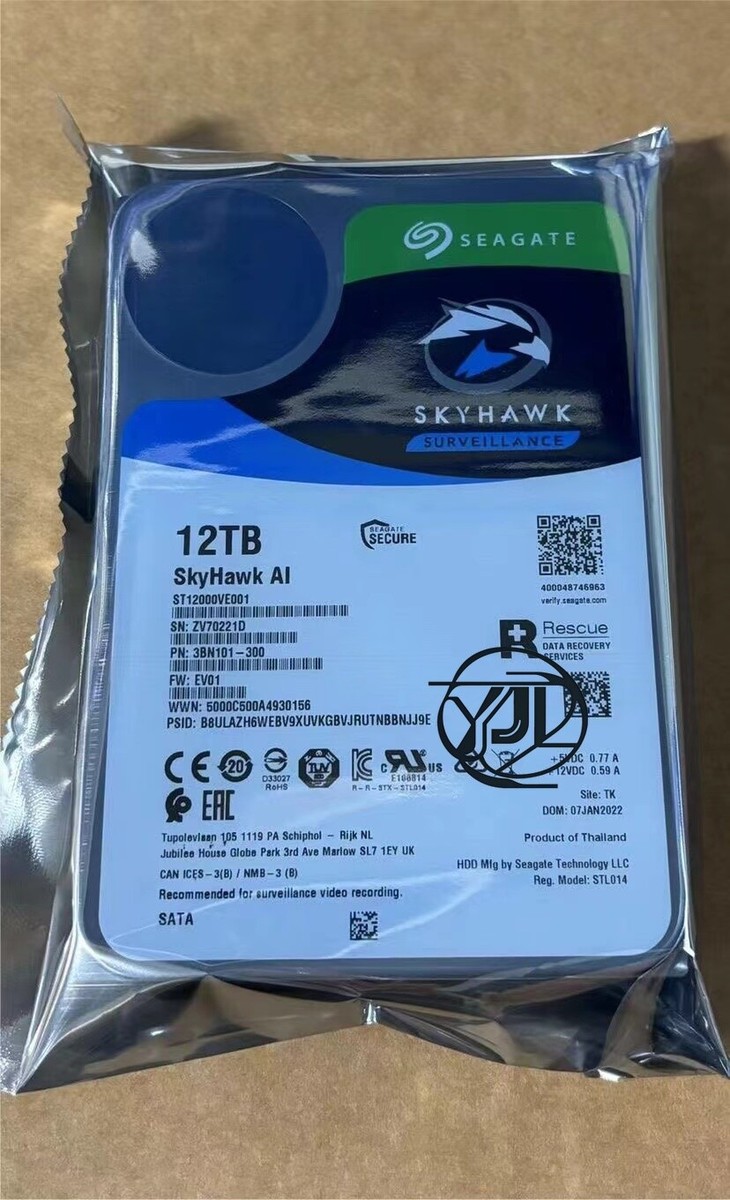 SEAGATE
SKYHAWK
SURVEILLANCE
12TB
SEAGATE
SECURE
SkyHawk AI
ST12000VE001
400048746963
verify.seagate.com
SN: ZV70221D
PN: 3BN101-300
Rescue
DATA RECOVERY
SERVICES
FW: EV01
WWN: 5000C500A4930156
PSID: B8ULAZH6WEBV9XUVKGBVJRUTNBBNJJ9E
YJL
CE
20
D33027
RoHS
TUV
E168814
R-R-STX-STL014
EAC
+5VDC 0.77 A
+12VDC 0.59 A
Site: TK
DOM: 07JAN2022
Tupolevlaan 105 1119 PA Schiphol - Rijk NL
Jubilee House Globe Park 3rd Ave Marlow SL7 1EY UK
Product of Thailand
CAN ICES-3(B) / NMB-3 (B)
HDD Mfg by Seagate Technology LLC
Reg. Model: STL014
Recommended for surveillance video recording.
SATA